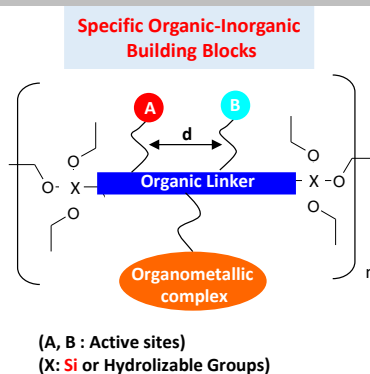 Specific Organic-Inorganic
Building Blocks
A
B
d
O
O
O
X
Organic Linker
X
O
O
O
Organometallic
complex
n
(A, B : Active sites)
(X: Si or Hydrolizable Groups)